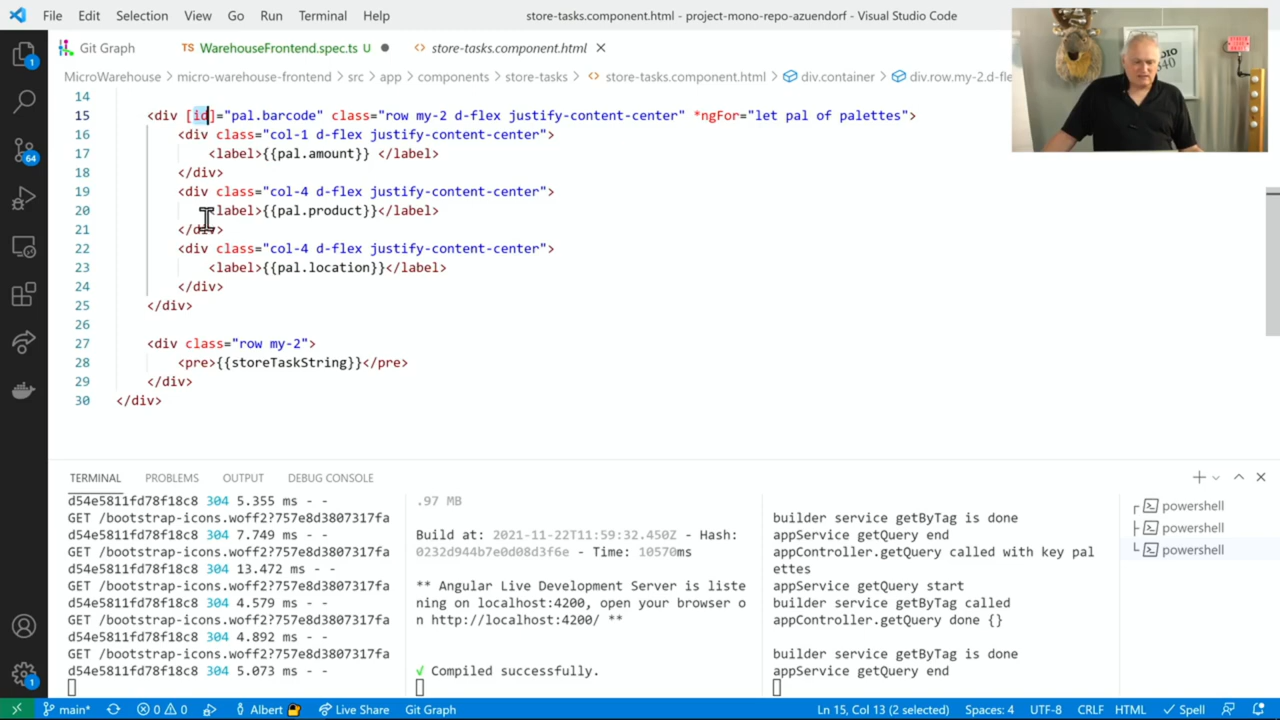 File Edit Selection View Go Run Terminal Help store-tasks.component.html - project-mono-repo-azuendorf - Visual Studio Code
Git Graph WarehouseFrontend.spec.ts U store-tasks.component.html
MicroWarehouse > micro-warehouse-frontend > src > app > components > store-tasks > store-tasks.component.html > div.container > div.row.my-2.d-fl
14
15 <div [id]="pal.barcode" class="row my-2 d-flex justify-content-center" *ngFor="let pal of palettes">
16 <div class="col-1 d-flex justify-content-center">
17 <label>{{pal.amount}} </label>
18 </div>
19 <div class="col-4 d-flex justify-content-center">
20 <label>{{pal.product}}</label>
21 </div>
22 <div class="col-4 d-flex justify-content-center">
23 <label>{{pal.location}}</label>
24 </div>
25 </div>
26
27 <div class="row my-2">
28 <pre>{{storeTaskString}}</pre>
29 </div>
30 </div>
TERMINAL PROBLEMS OUTPUT DEBUG CONSOLE
d54e5811fd78f18c8 304 5.355 ms - -
GET /bootstrap-icons.woff2?757e8d3807317fa
d54e5811fd78f18c8 304 7.749 ms - -
GET /bootstrap-icons.woff2?757e8d3807317fa
d54e5811fd78f18c8 304 13.472 ms - -
GET /bootstrap-icons.woff2?757e8d3807317fa
d54e5811fd78f18c8 304 4.579 ms - -
GET /bootstrap-icons.woff2?757e8d3807317fa
d54e5811fd78f18c8 304 4.892 ms - -
GET /bootstrap-icons.woff2?757e8d3807317fa
d54e5811fd78f18c8 304 5.073 ms - -
.97 MB
Build at: 2021-11-22T11:59:32.450Z - Hash:
0232d944b7e0d08d3f6e - Time: 10570ms
** Angular Live Development Server is liste
ning on localhost:4200, open your browser o
n http://localhost:4200/ **
√ Compiled successfully.
builder service getByTag is done
appService getQuery end
appController.getQuery called with key pal
ettes
appService getQuery start
builder service getByTag called
appController.getQuery done {}
builder service getByTag is done
appService getQuery end
powershell
powershell
powershell
1
64
1
main* 0 0 Albert Live Share Git Graph Ln 15, Col 13 (2 selected) Spaces: 4 UTF-8 CRLF HTML Spell